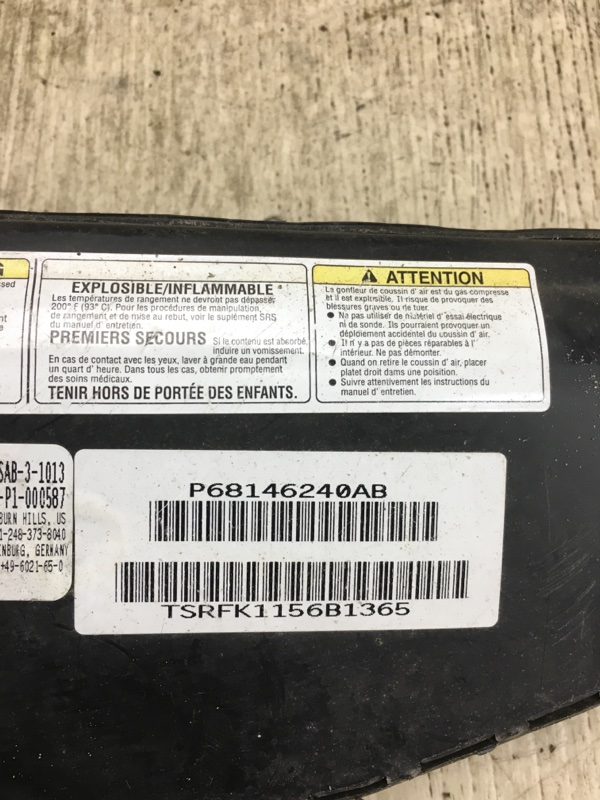 G
ssed
nt
EXPLOSIBLE/INFLAMMABLE
Les températures de rangement ne devront pas dépasser
200° F (93° C). Pour les procédures de manipulation,
de rangement et de mise au rebut, voir le suplément SRS
du manuel d' entretien.
PREMIERS SECOURS Si le contenu est absorbé,
induire un vomissement.
En cas de contact avec les yeux, laver à grande eau pendant
un quart d' heure. Dans tous les cas, obtenir promptement
des soins médicaux.
TENIR HORS DE PORTÉE DES ENFANTS.
ATTENTION
Le gonfleur de coussin d' air est du gaz compresse
et il est explosible. Il risque de provoquer des
blessures graves ou de tuer.
● Ne pas utiliser de matériel d' essai électrique
ni de sonde. Ils pourraient provoquer un
déploiement accidentel du coussin d' air.
● Il n' y a pas de pièces réparables à l'
intérieur. Ne pas démonter.
● Quand on retire le coussin d' air, placer
platet droit dams une poisition.
● Suivre attentivement les instructions du
manuel d' entretien.
SAB-3-1013
-P1-000587
BURN HILLS, US
1-248-373-8040
ENBURG, GERMANY
+49-6021-65-0
P68146240AB
TSRFK1156B1365